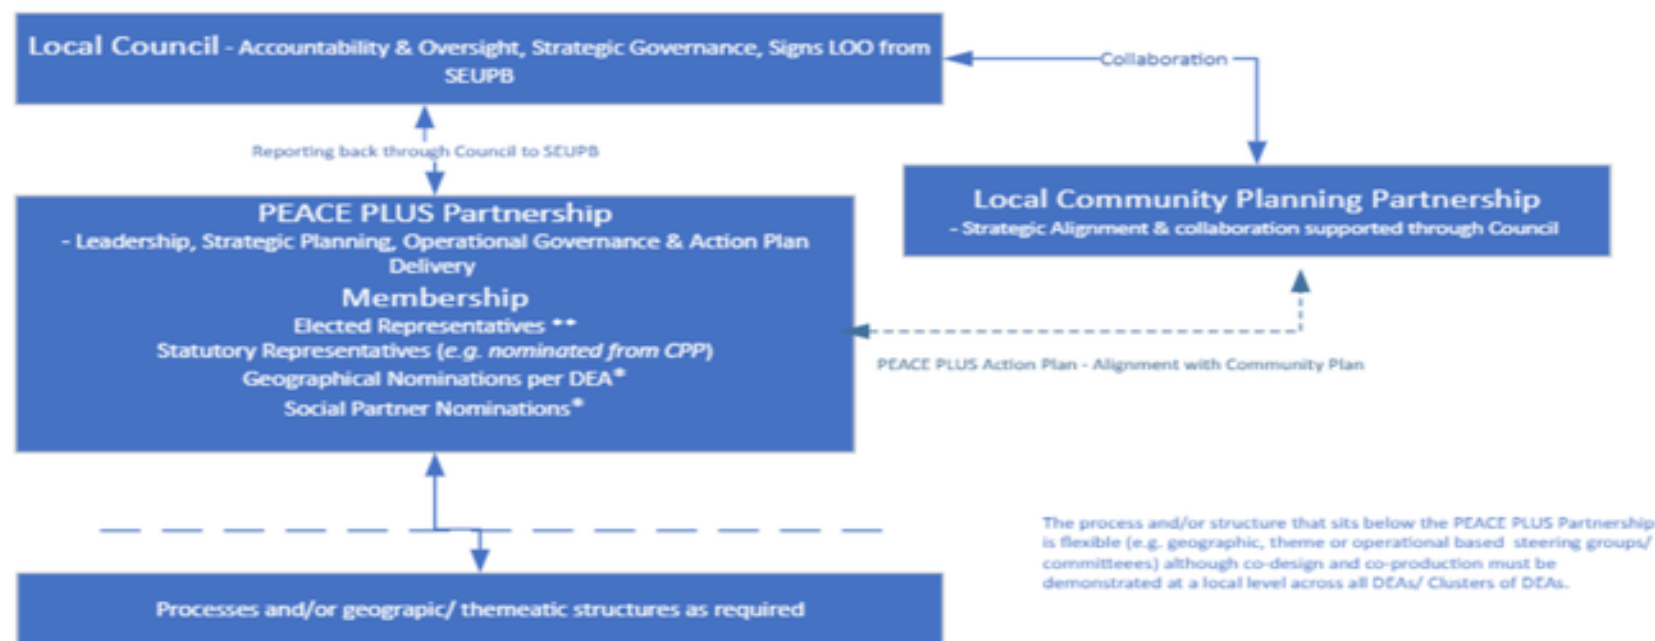 Local Council - Accountability & Oversight, Strategic Governance, Signs LOO from
SEUPB
Collaboration
Reporting back through Council to SEUPB
Local Community Planning Partnership
- Strategic Alignment & collaboration supported through Council
PEACE PLUS Partnership
- Leadership, Strategic Planning, Operational Governance & Action Plan
Delivery
Membership
Elected Representatives **
Statutory Representatives (e.g. nominated from CPP)
Geographical Nominations per DEA*
Social Partner Nominations*
PEACE PLUS Action Plan - Alignment with Community Plan
The process and/or structure that sits below the PEACE PLUS Partnership
is flexible (e.g. geographic, theme or operational based steering groups/
committeees) although co-design and co-production must be
demonstrated at a local level across all DEAs/ Clusters of DEAs.
Processes and/or geograpic/ themeatic structures as required